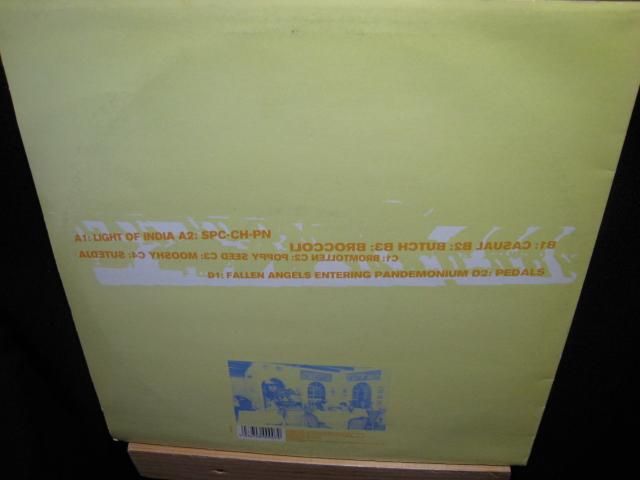 A1: LIGHT OF INDIA A2: SPC-CH-PN
B1: CASUAL B2: BUTCH B3: BROCCOLI
C1: BROMTOLLEN C2: POPPY SEED C3: MOOSHY C4: SUTEDJA
D1: FALLEN ANGELS ENTERING PANDEMONIUM D2: PEDALS